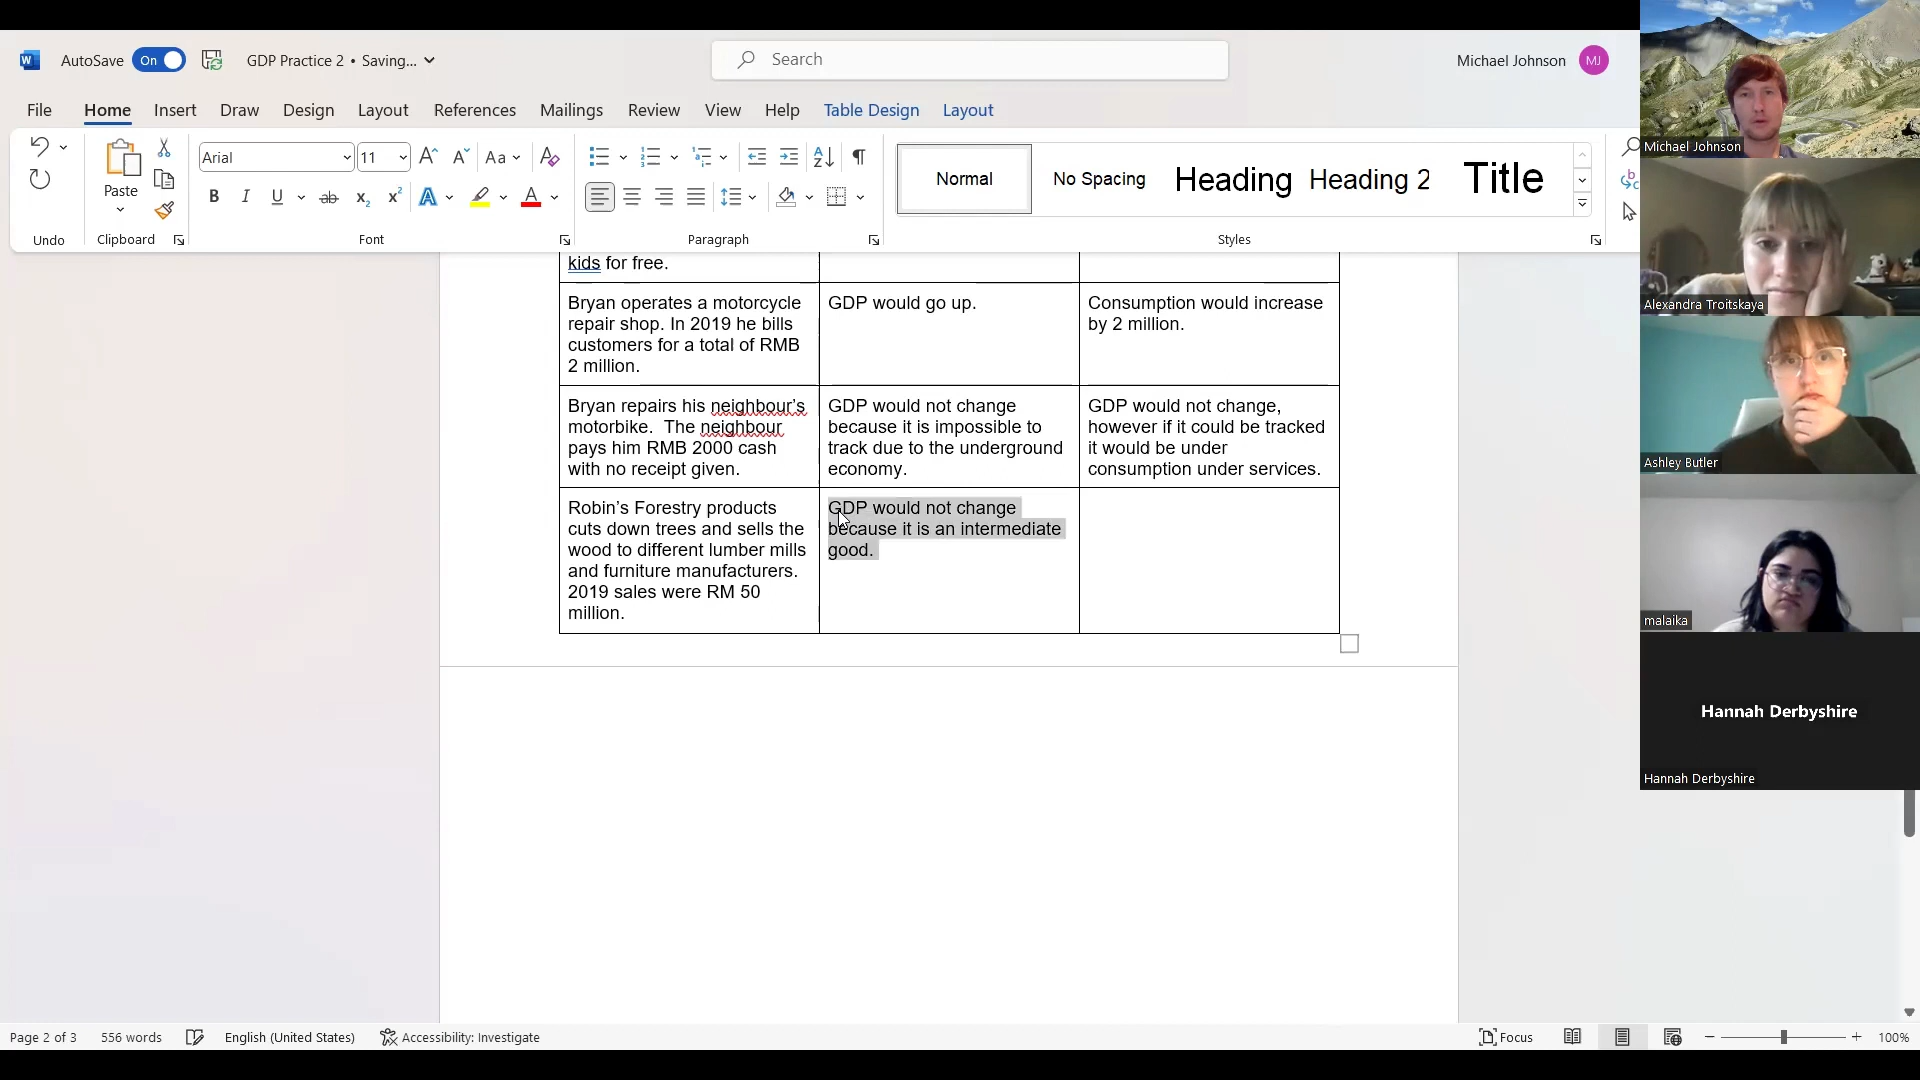 AutoSave On GDP Practice 2 • Saving... Search Michael Johnson MJ
File Home Insert Draw Design Layout References Mailings Review View Help Table Design Layout
Paste
Arial 11 Aa
Normal No Spacing Heading Heading 2 Title
Undo Clipboard Font Paragraph Styles
kids for free.
Bryan operates a motorcycle
repair shop. In 2019 he bills
customers for a total of RMB
2 million.
GDP would go up.
Consumption would increase
by 2 million.
Bryan repairs his neighbour’s
motorbike. The neighbour
pays him RMB 2000 cash
with no receipt given.
GDP would not change
because it is impossible to
track due to the underground
economy.
GDP would not change,
however if it could be tracked
it would be under
consumption under services.
Robin’s Forestry products
cuts down trees and sells the
wood to different lumber mills
and furniture manufacturers.
2019 sales were RM 50
million.
GDP would not change
because it is an intermediate
good.
Michael Johnson
Alexandra Troitskaya
Ashley Butler
malaika
Hannah Derbyshire
Hannah Derbyshire
Page 2 of 3 556 words English (United States) Accessibility: Investigate Focus 100%